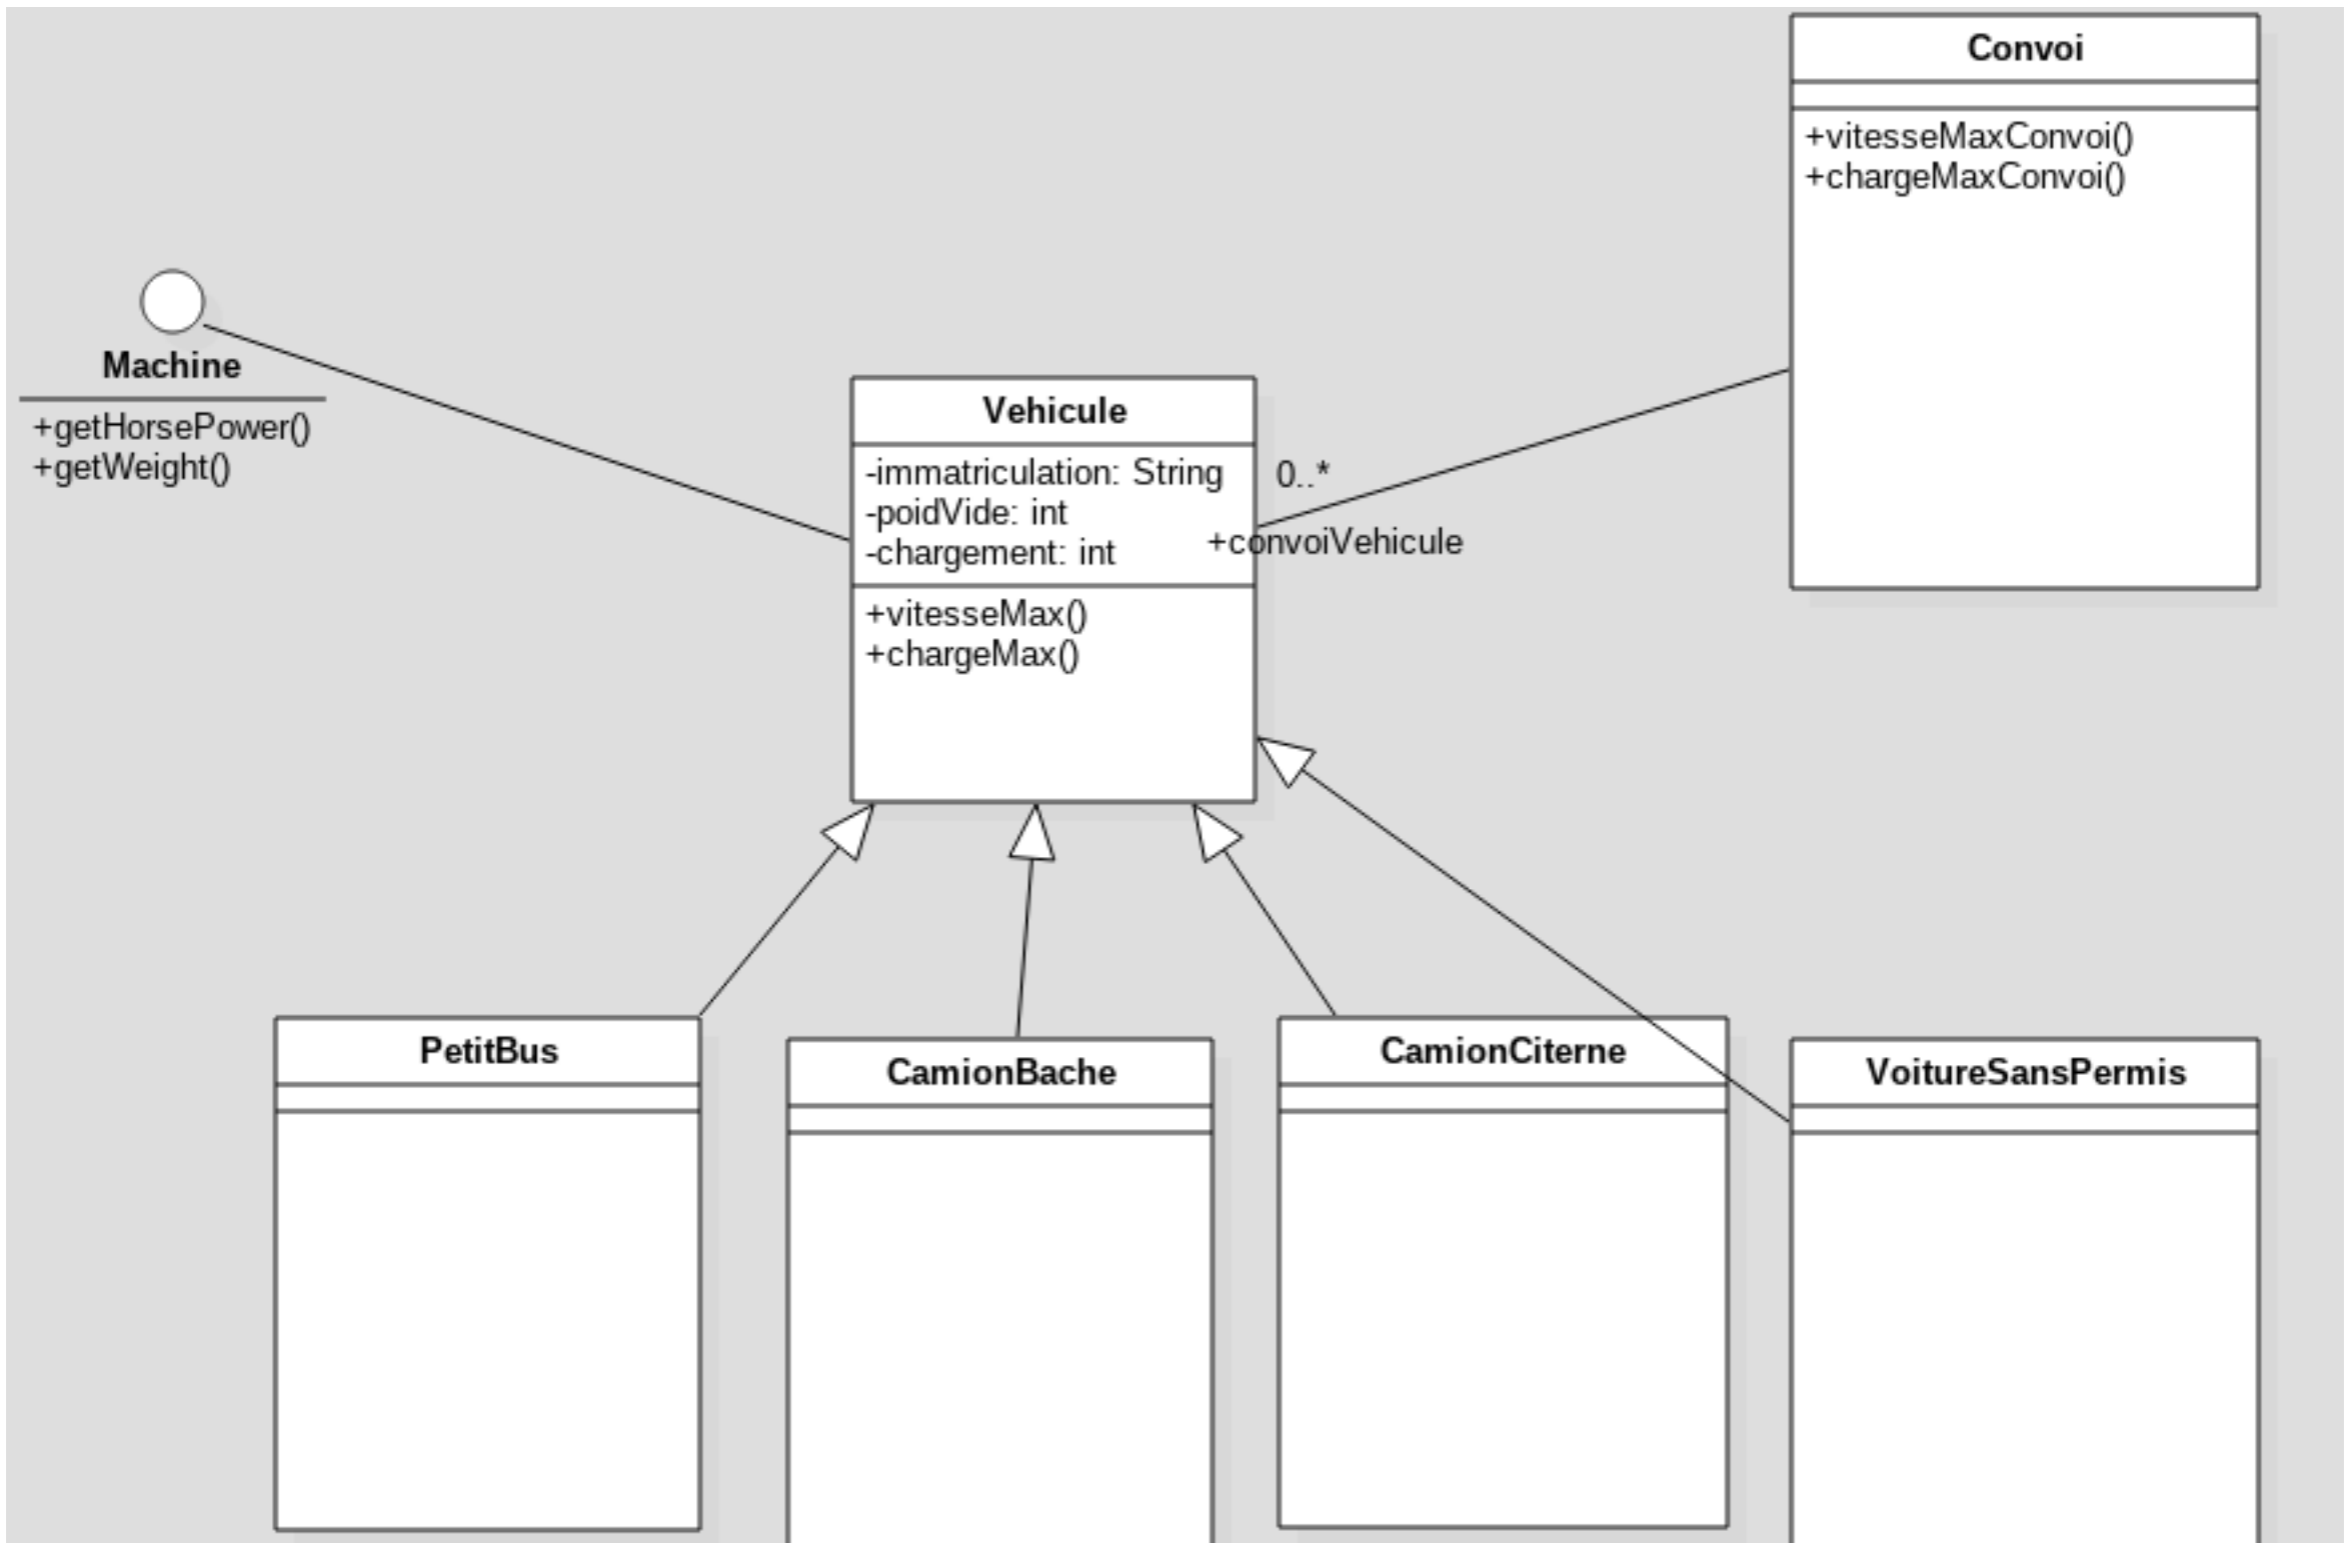 Convoi
+vitesseMaxConvoi()
+chargeMaxConvoi()
Machine
+getHorsePower()
+getWeight()
Vehicule
-immatriculation: String
-poidVide: int
-chargement: int
+vitesseMax()
+chargeMax()
0..*
+convoiVehicule
PetitBus
CamionBache
CamionCiterne
VoitureSansPermis